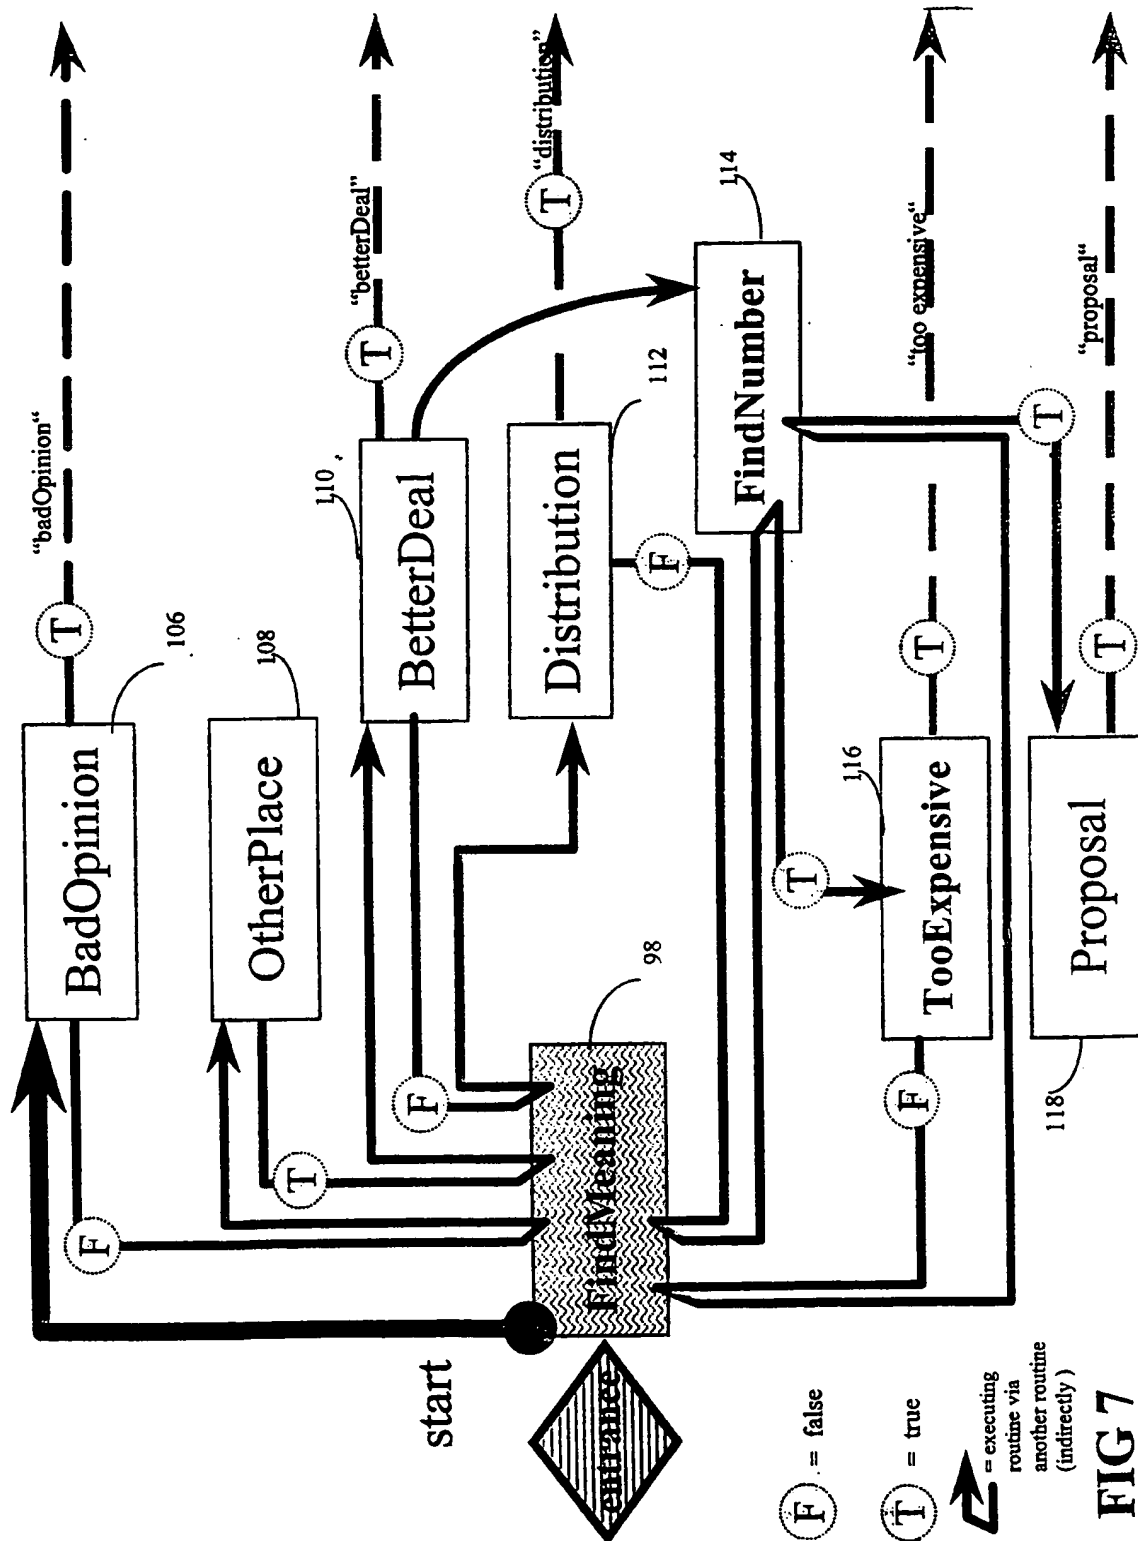 start
entrance
FindMeaning
98
BadOpinion
106
T
“badOpinion”
F
OtherPlace
108
T
BetterDeal
110
T
“betterDeal”
F
Distribution
112
T
“distribution”
F
FindNumber
114
T
T
TooExpensive
116
T
“too expensive“
F
Proposal
118
T
“proposal“
F = false
T = true
= executing
routine via
another routine
(indirectly )
FIG 7